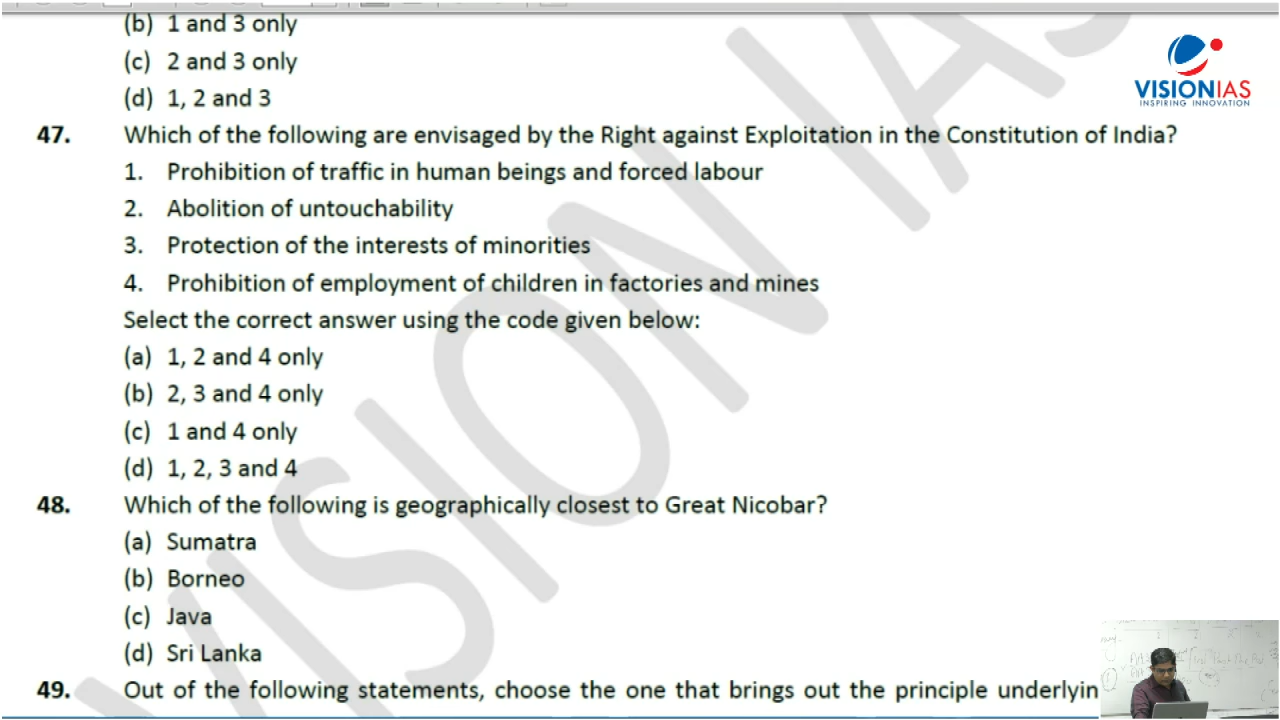 (b) 1 and 3 only
(c) 2 and 3 only
(d) 1, 2 and 3
VISIONIAS
INSPIRING INNOVATION
47. Which of the following are envisaged by the Right against Exploitation in the Constitution of India?
1. Prohibition of traffic in human beings and forced labour
2. Abolition of untouchability
3. Protection of the interests of minorities
4. Prohibition of employment of children in factories and mines
Select the correct answer using the code given below:
(a) 1, 2 and 4 only
(b) 2, 3 and 4 only
(c) 1 and 4 only
(d) 1, 2, 3 and 4
48. Which of the following is geographically closest to Great Nicobar?
(a) Sumatra
(b) Borneo
(c) Java
(d) Sri Lanka
49. Out of the following statements, choose the one that brings out the principle underlyin
VISION IAS